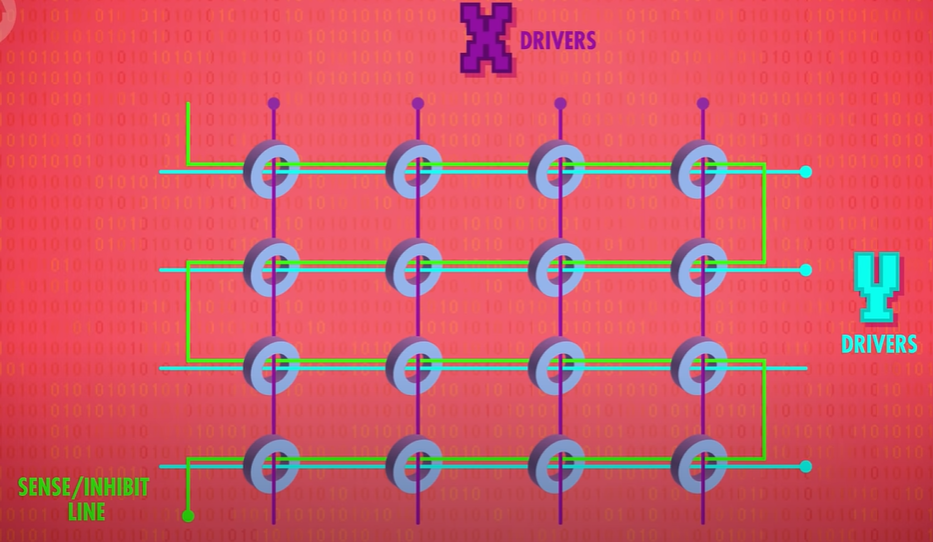 X DRIVERS
Y
DRIVERS
SENSE/INHIBIT
LINE